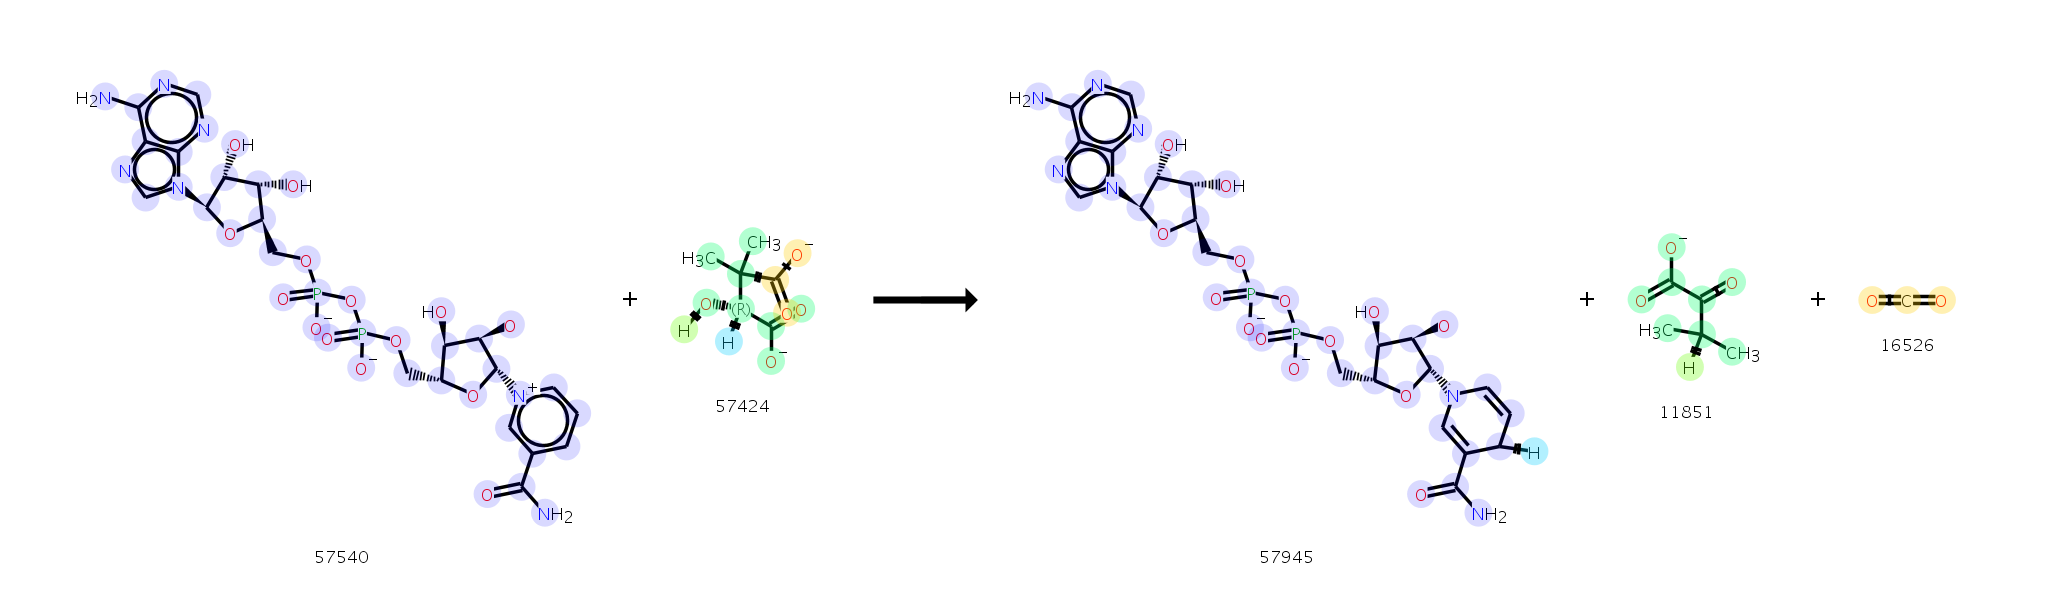 H2N N N N N OH OH O O O P O O− O P O− O HO O O N+ O NH2
57540
+
H3C CH3 O− O O O (R) H H O−
57424
H2N N N N N OH OH O O O P O O− O P O− O HO O O N O NH2 H
57945
+
O− O O H3C CH3 H
11851
+
O C O
16526